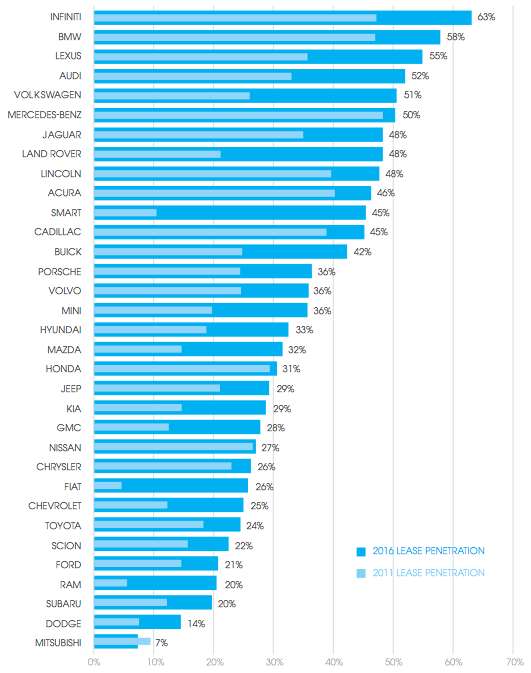 INFINITI 63%
BMW 58%
LEXUS 55%
AUDI 52%
VOLKSWAGEN 51%
MERCEDES-BENZ 50%
JAGUAR 48%
LAND ROVER 48%
LINCOLN 48%
ACURA 46%
SMART 45%
CADILLAC 45%
BUICK 42%
PORSCHE 36%
VOLVO 36%
MINI 36%
HYUNDAI 33%
MAZDA 32%
HONDA 31%
JEEP 29%
KIA 29%
GMC 28%
NISSAN 27%
CHRYSLER 26%
FIAT 26%
CHEVROLET 25%
TOYOTA 24%
SCION 22%
FORD 21%
RAM 20%
SUBARU 20%
DODGE 14%
MITSUBISHI 7%
2016 LEASE PENETRATION
2011 LEASE PENETRATION
0% 10% 20% 30% 40% 50% 60% 70%